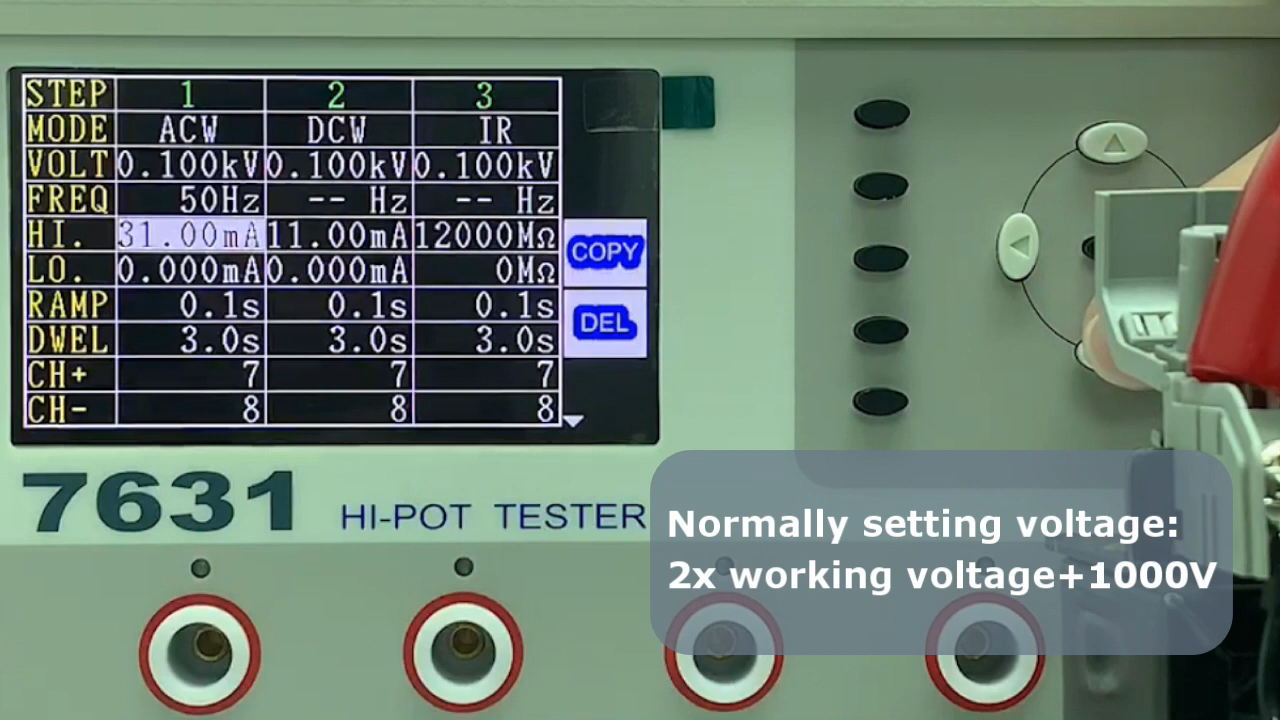 STEP 1 2 3
MODE ACW DCW IR
VOLT 0.100kV 0.100kV 0.100kV
FREQ 50Hz -- Hz -- Hz
HI. 31.00mA 11.00mA 12000MΩ
LO. 0.000mA 0.000mA 0MΩ
RAMP 0.1s 0.1s 0.1s
DWEL 3.0s 3.0s 3.0s
CH+ 7 7 7
CH- 8 8 8
COPY
DEL
7631 HI-POT TESTER
Normally setting voltage:
2x working voltage+1000V